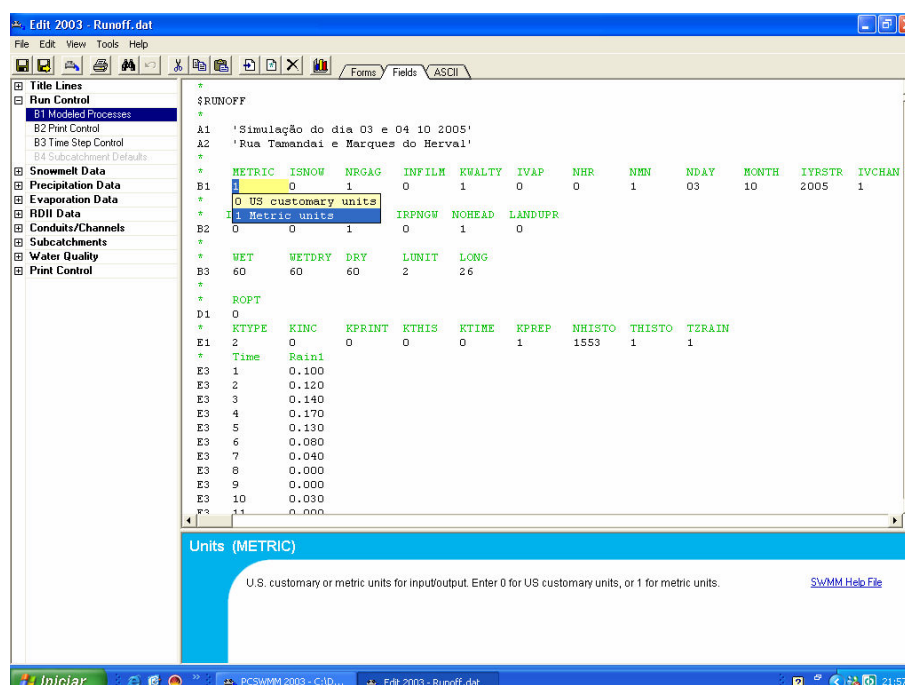 Edit 2003 - Runoff.dat
File Edit View Tools Help
Forms Fields ASCII
Title Lines
Run Control
B1 Modeled Processes
B2 Print Control
B3 Time Step Control
B4 Subcatchment Defaults
Snowmelt Data
Precipitation Data
Evaporation Data
RDII Data
Conduits/Channels
Subcatchments
Water Quality
Print Control
*
$RUNOFF
*
A1 'Simulação do dia 03 e 04 10 2005'
A2 'Rua Tamandai e Marques do Herval'
*
* METRIC ISNOW NRGAG INFILM KWALTY IVAP NHR NMN NDAY MONTH IYRSTR IVCHAN
B1 1 0 1 0 1 0 0 1 03 10 2005 1
0 US customary units
1 Metric units
* IRPNGW NOHEAD LANDUPR
B2 0 0 1 0 1 0
*
* WET WETDRY DRY LUNIT LONG
B3 60 60 60 2 26
*
* ROPT
D1 0
* KTYPE KINC KPRINT KTHIS KTIME KPREP NHISTO THISTO TZRAIN
E1 2 0 0 0 0 1 1553 1 1
* Time Rain1
E3 1 0.100
E3 2 0.120
E3 3 0.140
E3 4 0.170
E3 5 0.130
E3 6 0.080
E3 7 0.040
E3 8 0.000
E3 9 0.000
E3 10 0.030
E3 11 0.000
Units (METRIC)
U.S. customary or metric units for input/output. Enter 0 for US customary units, or 1 for metric units.
SWMM Help File
Iniciar
PCSWMM 2003 - C:\D...
Edit 2003 - Runoff.dat
21:57